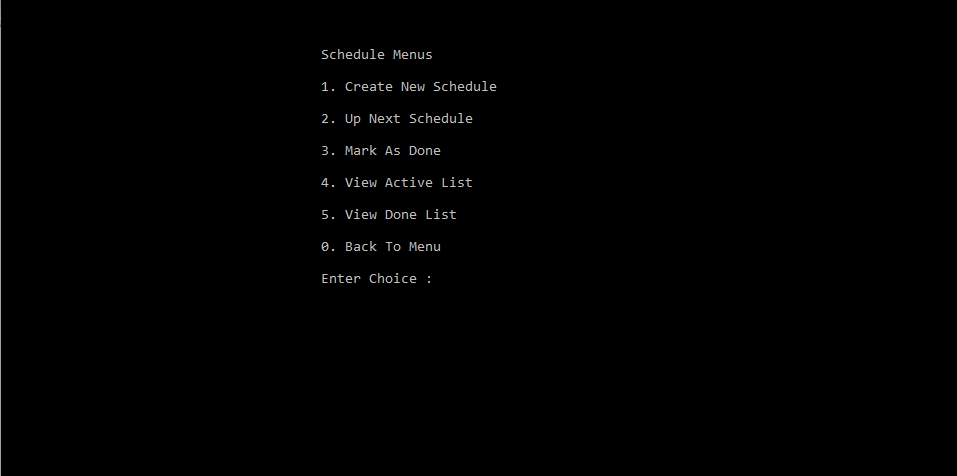 Schedule Menus
1. Create New Schedule
2. Up Next Schedule
3. Mark As Done
4. View Active List
5. View Done List
0. Back To Menu
Enter Choice :